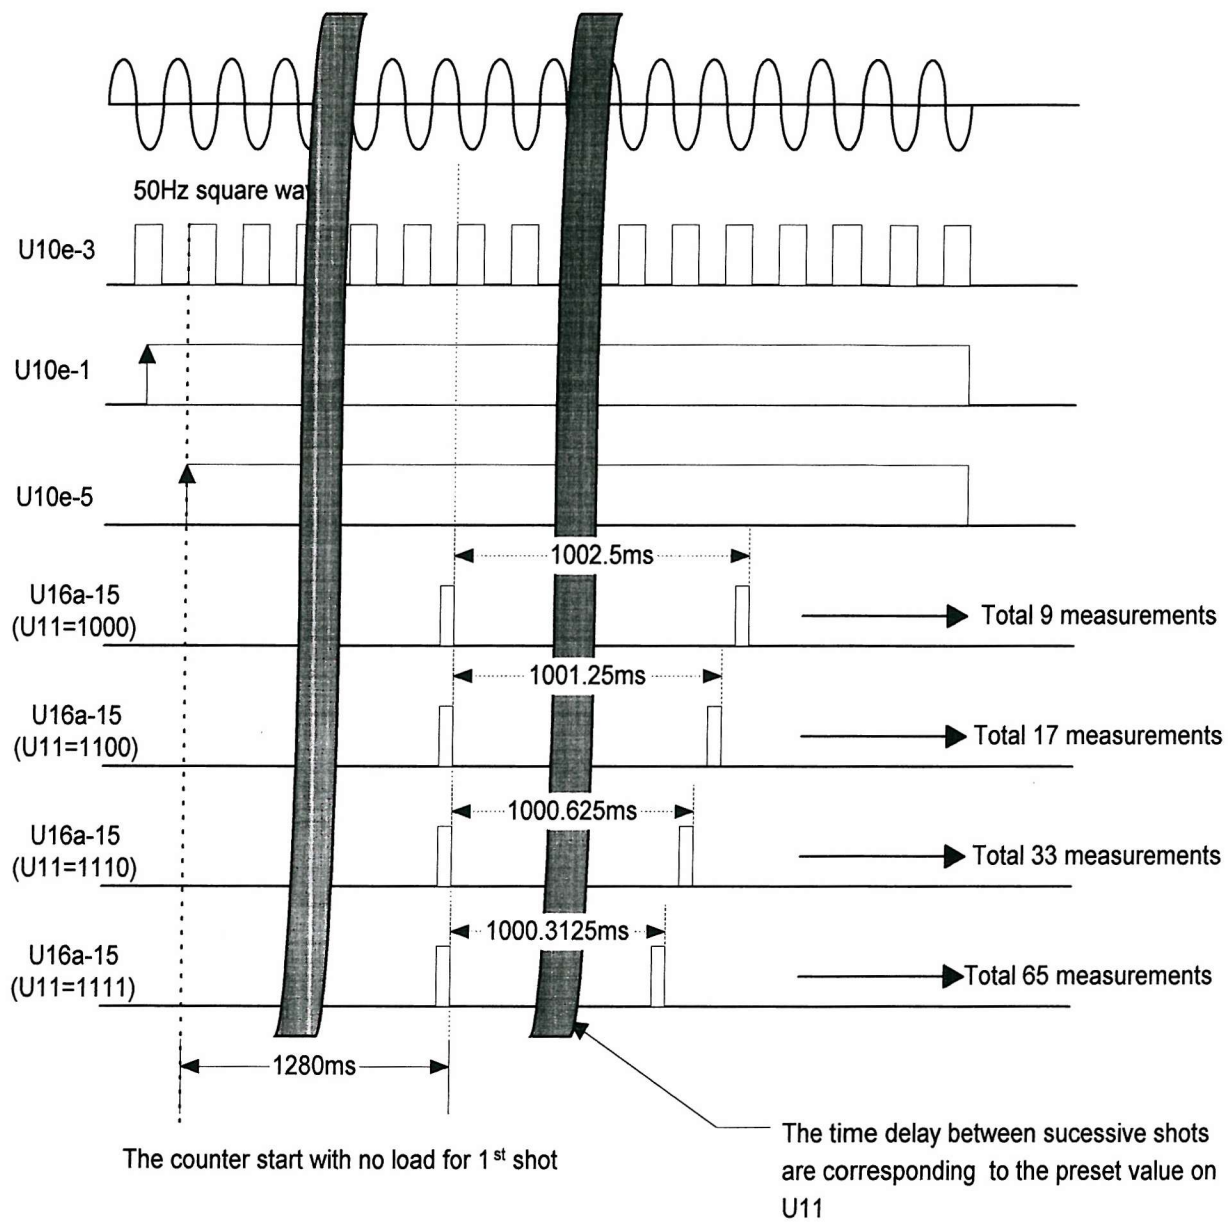 50Hz square wav
U10e-3
U10e-1
U10e-5
1002.5ms
U16a-15
(U11=1000)
Total 9 measurements
1001.25ms
U16a-15
(U11=1100)
Total 17 measurements
1000.625ms
U16a-15
(U11=1110)
Total 33 measurements
1000.3125ms
U16a-15
(U11=1111)
Total 65 measurements
1280ms
The counter start with no load for 1st shot
The time delay between sucessive shots
are corresponding to the preset value on
U11